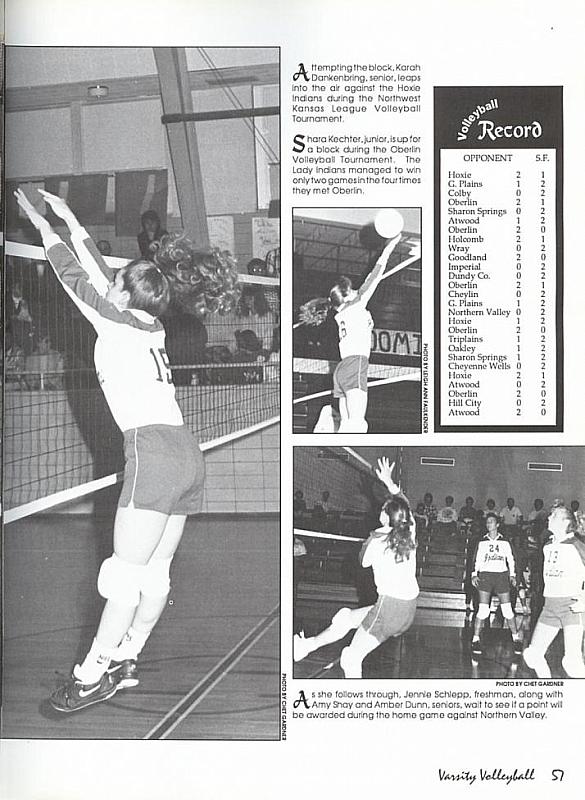 Attempting the block, Karah
Dankenbring, senior, leaps
into the air against the Hoxie
Indians during the Northwest
Kansas League Volleyball
Tournament.
Shara Kechter, junior, is up for
a block during the Oberlin
Volleyball Tournament. The
Lady Indians managed to win
only two games in the four times
they met Oberlin.
Volleyball
Record
OPPONENT S.F.
Hoxie 2 1
G. Plains 1 2
Colby 0 2
Oberlin 2 1
Sharon Springs 0 2
Atwood 1 2
Oberlin 2 0
Holcomb 2 1
Wray 0 2
Goodland 2 0
Imperial 0 2
Dundy Co. 0 2
Oberlin 2 1
Cheylin 0 2
G. Plains 1 2
Northern Valley 0 2
Hoxie 1 2
Oberlin 2 0
Triplains 1 2
Oakley 1 2
Sharon Springs 1 2
Cheyenne Wells 0 2
Hoxie 2 1
Atwood 0 2
Oberlin 2 0
Hill City 0 2
Atwood 2 0
15
PHOTO BY CHET GARDNER
PHOTO BY LEIGH ANN FAULKENDER
24
Indians
13
PHOTO BY CHET GARDNER
As she follows through, Jennie Schlepp, freshman, along with
Amy Shay and Amber Dunn, seniors, wait to see if a point will
be awarded during the home game against Northern Valley.
Varsity Volleyball 57